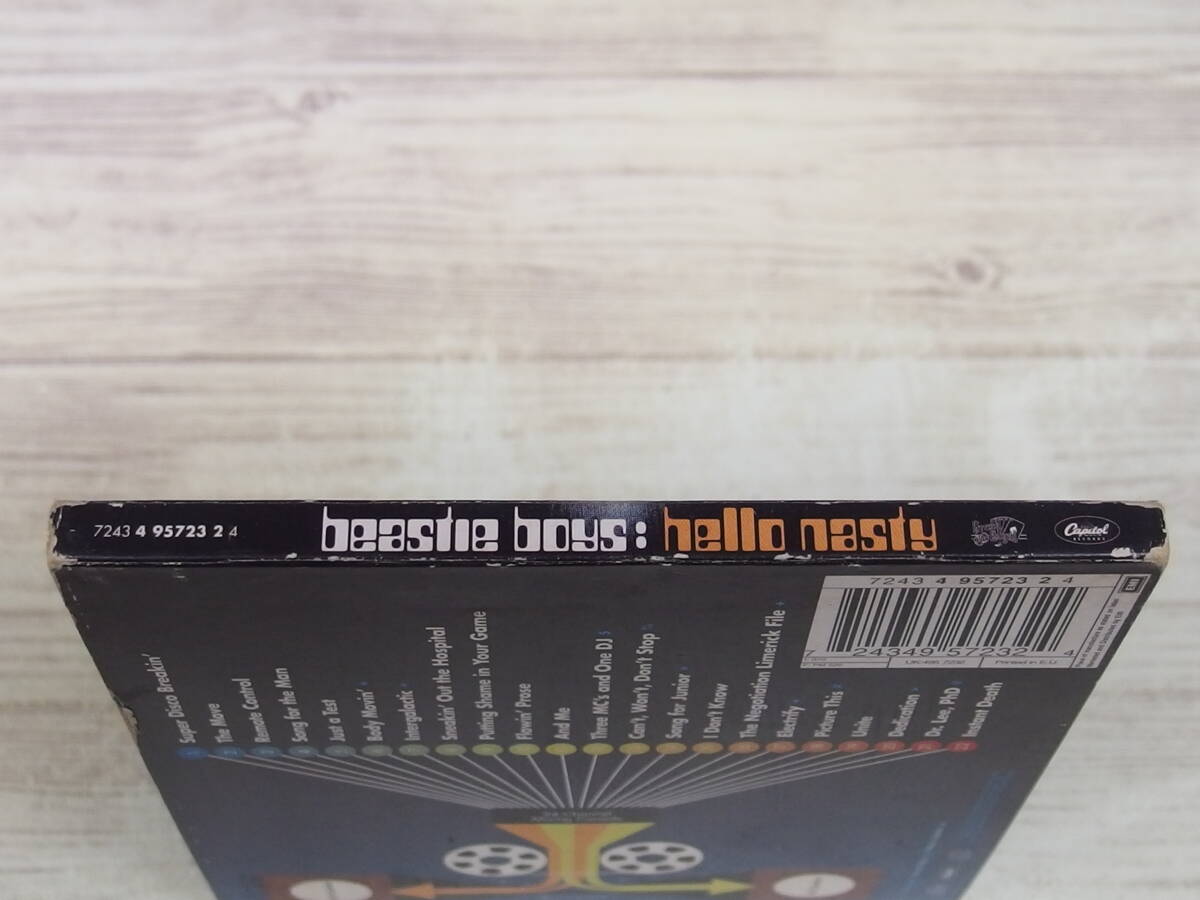 7243 4 95723 2 4
beastie boys: hello nasty
Capitol
RECORDS
7243 4 95723 2 4
EMI
7 24349 57232 4
Printed in E.U.
Super Disco Breakin'
The Move
Remote Control
Song for the Man
Just a Test
Body Movin'
Intergalactic
Sneakin' Out the Hospital
Putting Shame in Your Game
Flowin' Prose
And Me
Three MC's and One DJ
Can't, Won't, Don't Stop
Song for Junior
I Don't Know
The Negotiation Limerick File
Electrify
Picture This
Unite
Dedication
Dr. Lee, PhD
Instant Death